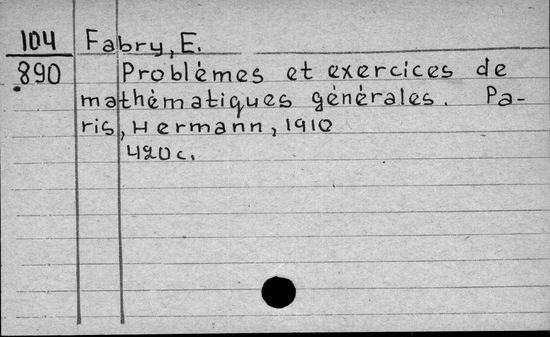 104 Fabry, E.
890 Problèmes et exercices de
mathématiques générales. Pa-
ris, Hermann, 1910
420 c.